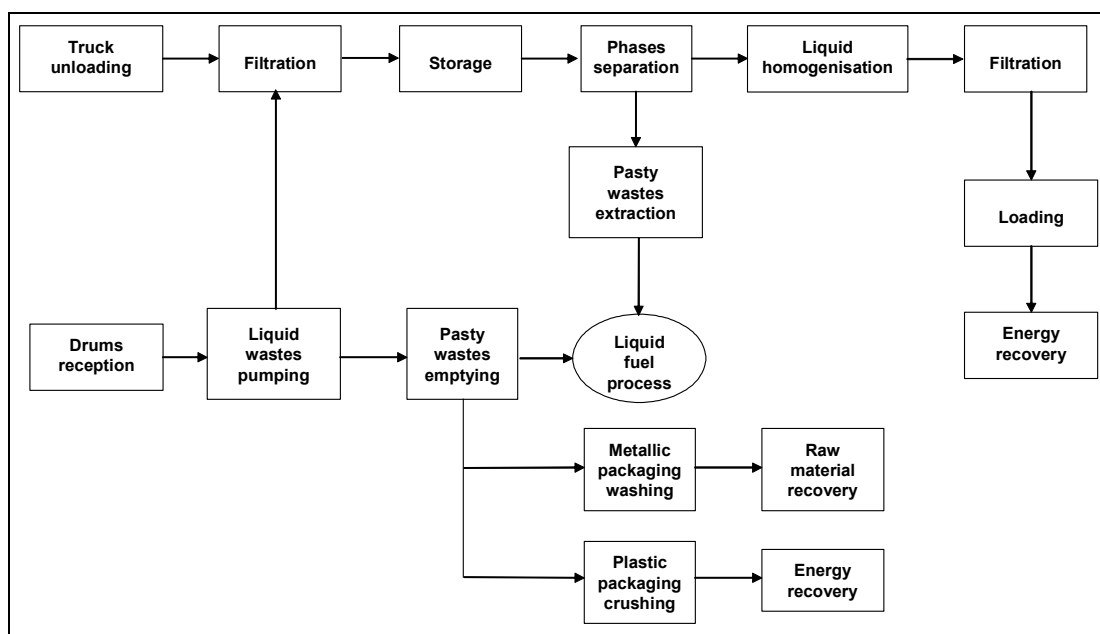 Truck
unloading
Filtration
Storage
Phases
separation
Liquid
homogenisation
Filtration
Pasty
wastes
extraction
Loading
Drums
reception
Liquid
wastes
pumping
Pasty
wastes
emptying
Liquid
fuel
process
Energy
recovery
Metallic
packaging
washing
Raw
material
recovery
Plastic
packaging
crushing
Energy
recovery